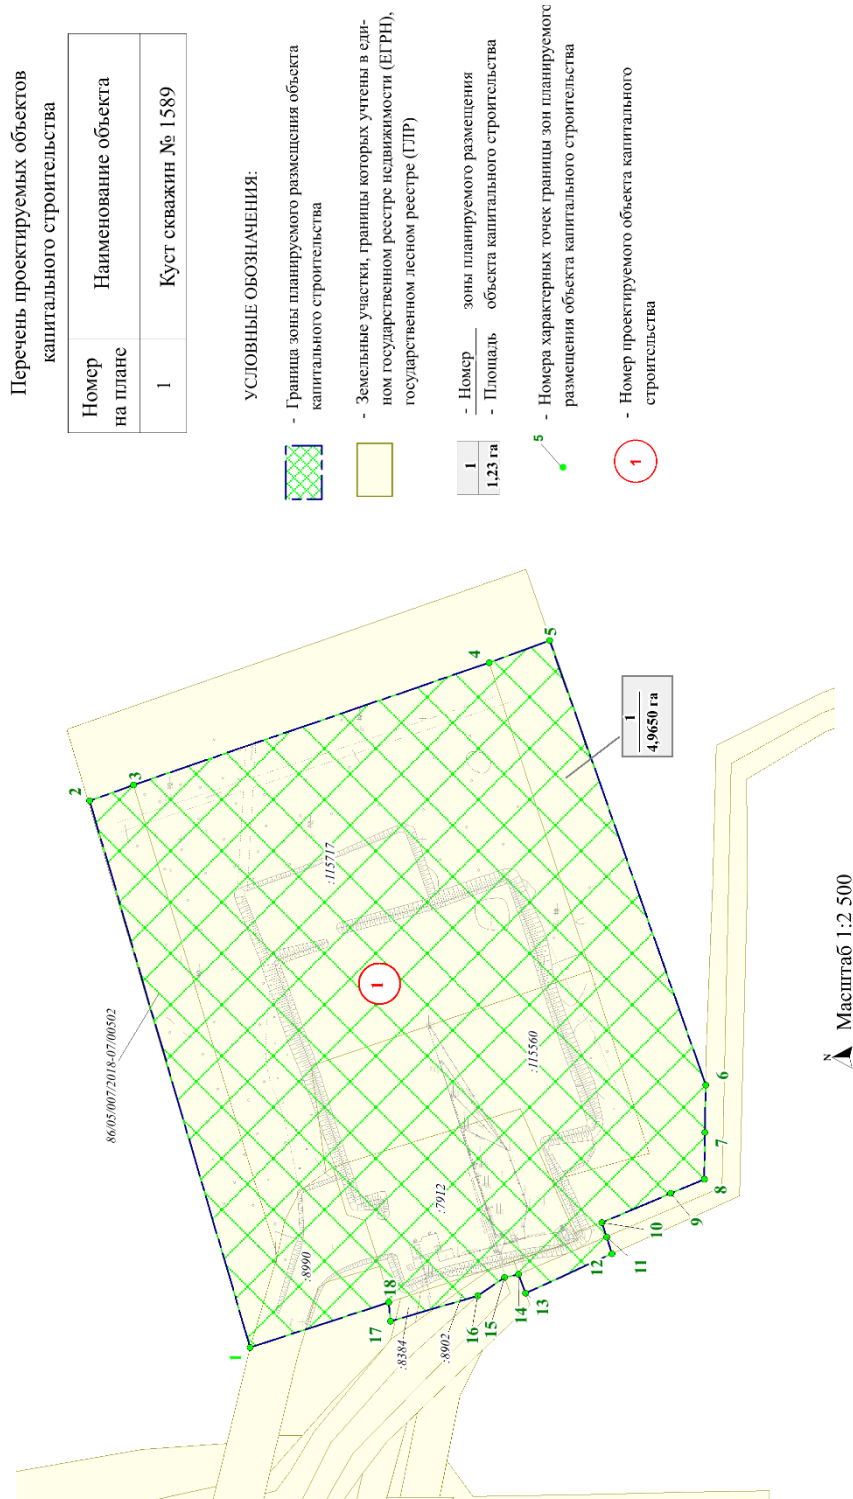 Перечень проектируемых объектов
капитального строительства
Номер
на плане
Наименование объекта
1
Куст скважин № 1589
УСЛОВНЫЕ ОБОЗНАЧЕНИЯ:
- Граница зоны планируемого размещения объекта
капитального строительства
- Земельные участки, границы которых учтены в еди-
ном государственном реестре недвижимости (ЕГРН),
государственном лесном реестре (ГЛР)
1
1,23 га
- Номер
- Площадь
зоны планируемого размещения
объекта капитального строительства
5
- Номера характерных точек границы зон планируемого
размещения объекта капитального строительства
1
- Номер проектируемого объекта капитального
строительства
86/05/007/2018-07/00502
1
2
3
4
5
6
7
8
9
10
11
12
13
14
15
16
17
18
:115717
:115560
:7912
:8990
:8384
:8902
1
1
4,9650 га
N
Масштаб 1:2 500